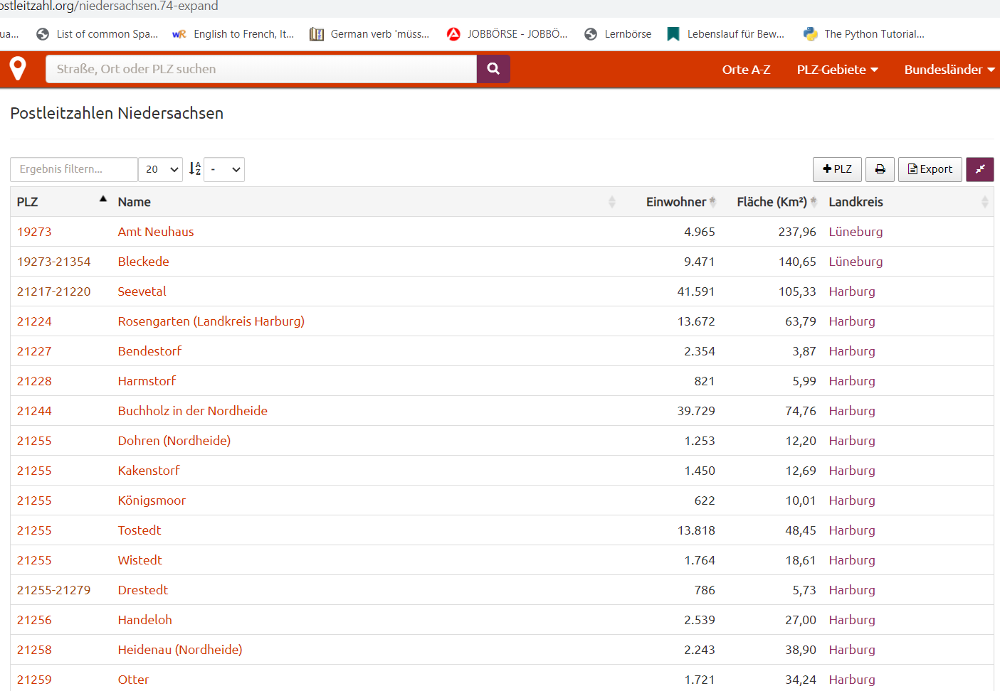 ostleitzahl.org/niedersachsen.74-expand
ua... List of common Spa... wR English to French, It... German verb 'müss... JOBBÖRSE - JOBBÖ... Lernbörse Lebenslauf für Bew... The Python Tutorial...
Straße, Ort oder PLZ suchen Orte A-Z PLZ-Gebiete Bundesländer
Postleitzahlen Niedersachsen
Ergebnis filtern... 20 A Z - + PLZ Export
PLZ Name Einwohner * Fläche (Km²) * Landkreis
19273 Amt Neuhaus 4.965 237,96 Lüneburg
19273-21354 Bleckede 9.471 140,65 Lüneburg
21217-21220 Seevetal 41.591 105,33 Harburg
21224 Rosengarten (Landkreis Harburg) 13.672 63,79 Harburg
21227 Bendestorf 2.354 3,87 Harburg
21228 Harmstorf 821 5,99 Harburg
21244 Buchholz in der Nordheide 39.729 74,76 Harburg
21255 Dohren (Nordheide) 1.253 12,20 Harburg
21255 Kakenstorf 1.450 12,69 Harburg
21255 Königsmoor 622 10,01 Harburg
21255 Tostedt 13.818 48,45 Harburg
21255 Wistedt 1.764 18,61 Harburg
21255-21279 Drestedt 786 5,73 Harburg
21256 Handeloh 2.539 27,00 Harburg
21258 Heidenau (Nordheide) 2.243 38,90 Harburg
21259 Otter 1.721 34,24 Harburg